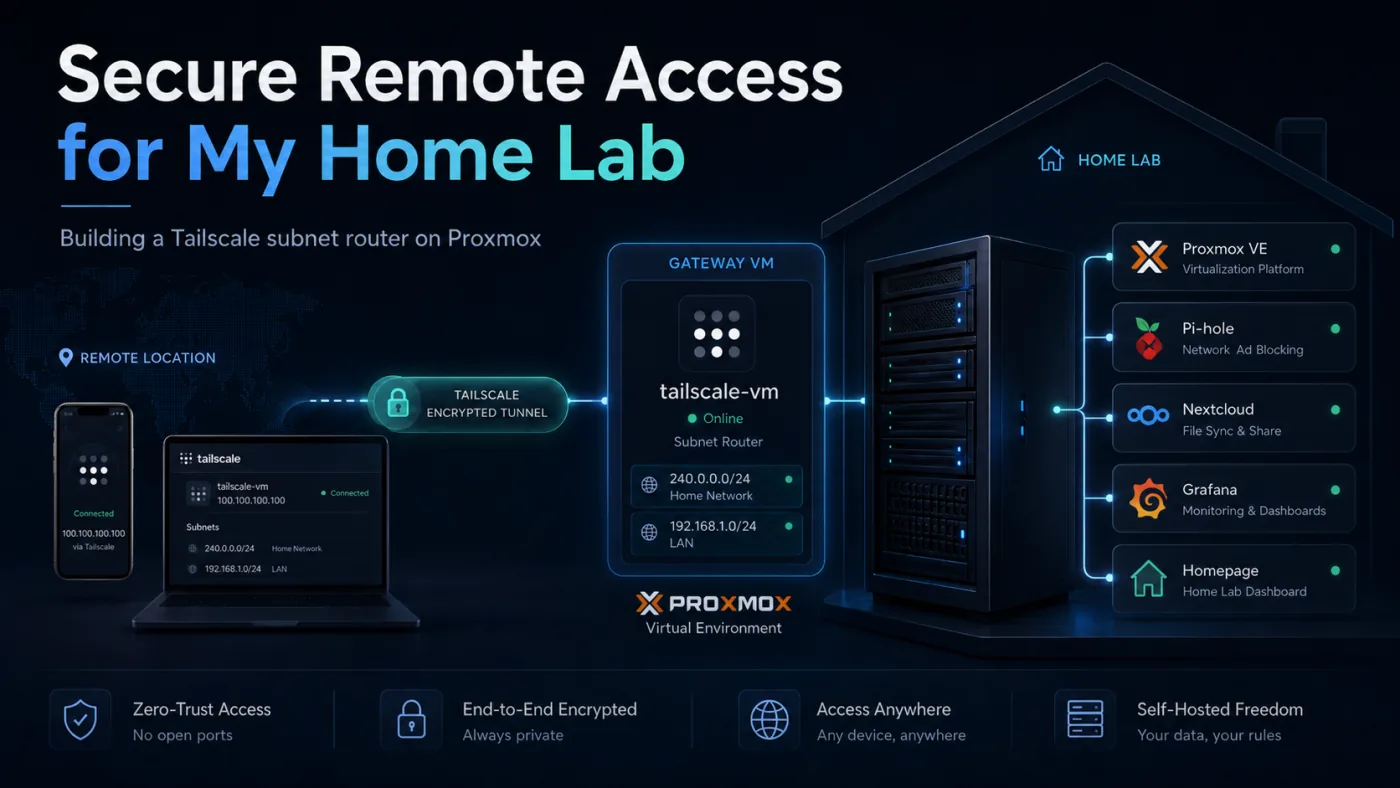 Secure Remote Access
for My Home Lab
Building a Tailscale subnet router on Proxmox
REMOTE LOCATION
Connected
100.100.100.100
via Tailscale
tailscale
tailscale-vm
100.100.100.100
Connected
Subnets
240.0.0.0/24 Home Network
192.168.1.0/24 LAN
TAILSCALE
ENCRYPTED TUNNEL
GATEWAY VM
tailscale-vm
Online
Subnet Router
240.0.0.0/24
Home Network
192.168.1.0/24
LAN
PROXMOX
Virtual Environment
HOME LAB
Proxmox VE
Virtualization Platform
Pi-hole
Network Ad Blocking
Nextcloud
File Sync & Share
Grafana
Monitoring & Dashboards
Homepage
Home Lab Dashboard
Zero-Trust Access
No open ports
End-to-End Encrypted
Always private
Access Anywhere
Any device, anywhere
Self-Hosted Freedom
Your data, your rules